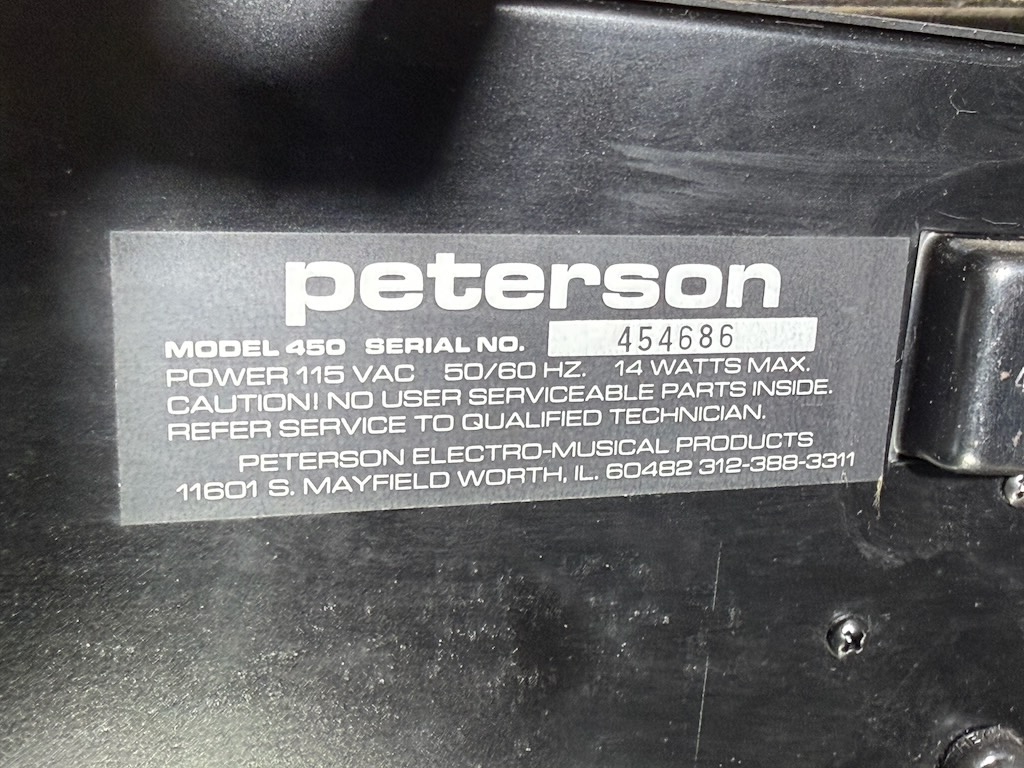 peterson
MODEL 450 SERIAL NO. 454686
POWER 115 VAC 50/60 HZ. 14 WATTS MAX.
CAUTION! NO USER SERVICEABLE PARTS INSIDE.
REFER SERVICE TO QUALIFIED TECHNICIAN.
PETERSON ELECTRO-MUSICAL PRODUCTS
11601 S. MAYFIELD WORTH, IL. 60482 312-388-3311